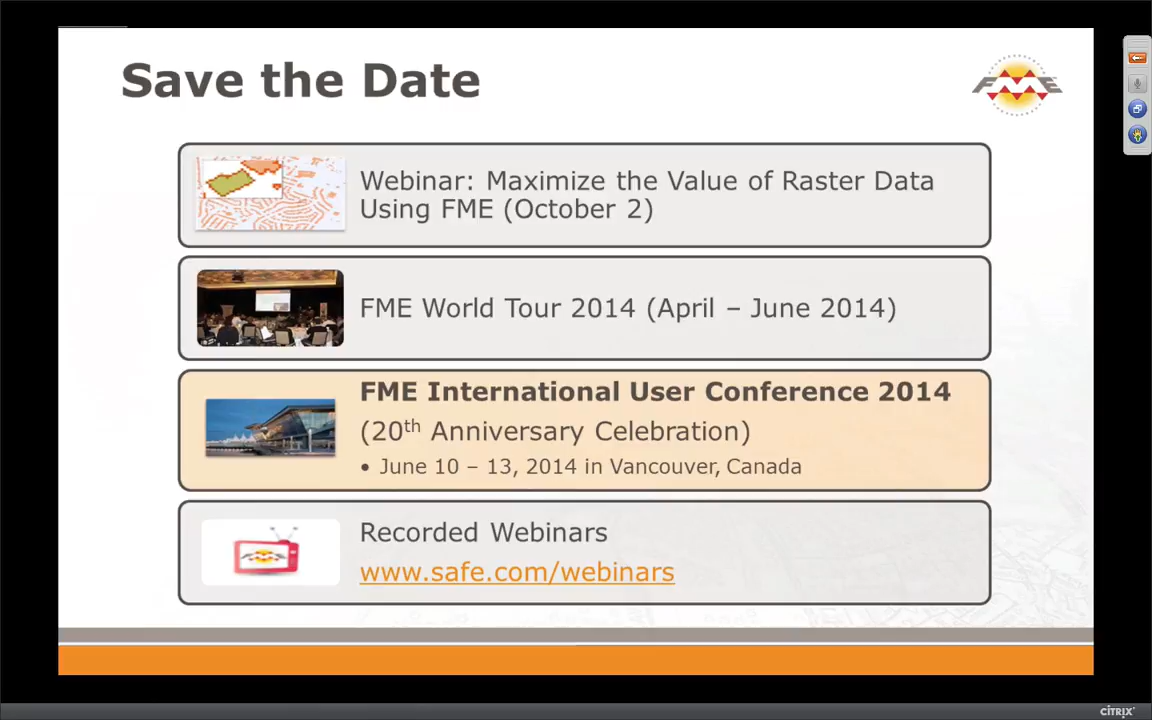 Save the Date
FME
Webinar: Maximize the Value of Raster Data
Using FME (October 2)
FME World Tour 2014 (April – June 2014)
FME International User Conference 2014
(20th Anniversary Celebration)
• June 10 – 13, 2014 in Vancouver, Canada
Recorded Webinars
www.safe.com/webinars
CITRIX